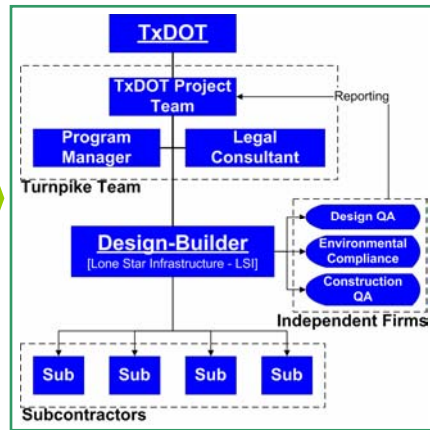 TxDOT
TxDOT Project
Team
Reporting
Program
Manager
Legal
Consultant
Turnpike Team
Design-Builder
[Lone Star Infrastructure - LSI]
Design QA
Environmental
Compliance
Construction
QA
Independent Firms
Sub
Sub
Sub
Sub
Subcontractors